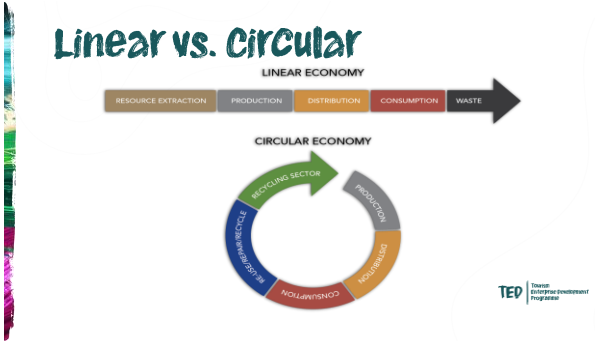 Linear vs. Circular
LINEAR ECONOMY
RESOURCE EXTRACTION
PRODUCTION
DISTRIBUTION
CONSUMPTION
WASTE
CIRCULAR ECONOMY
RECYCLING SECTOR
PRODUCTION
DISTRIBUTION
CONSUMPTION
RE-USE/REPAIR/RECYCLE
TED
Tourism
Enterprise Development
Programme